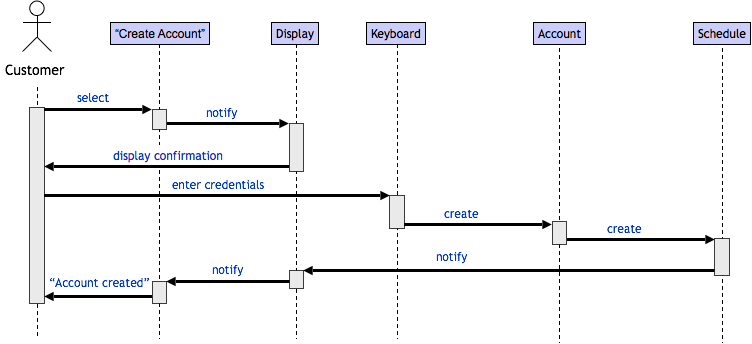 “Create Account”
Display
Keyboard
Account
Schedule
Customer
select
notify
display confirmation
enter credentials
create
create
notify
notify
“Account created”